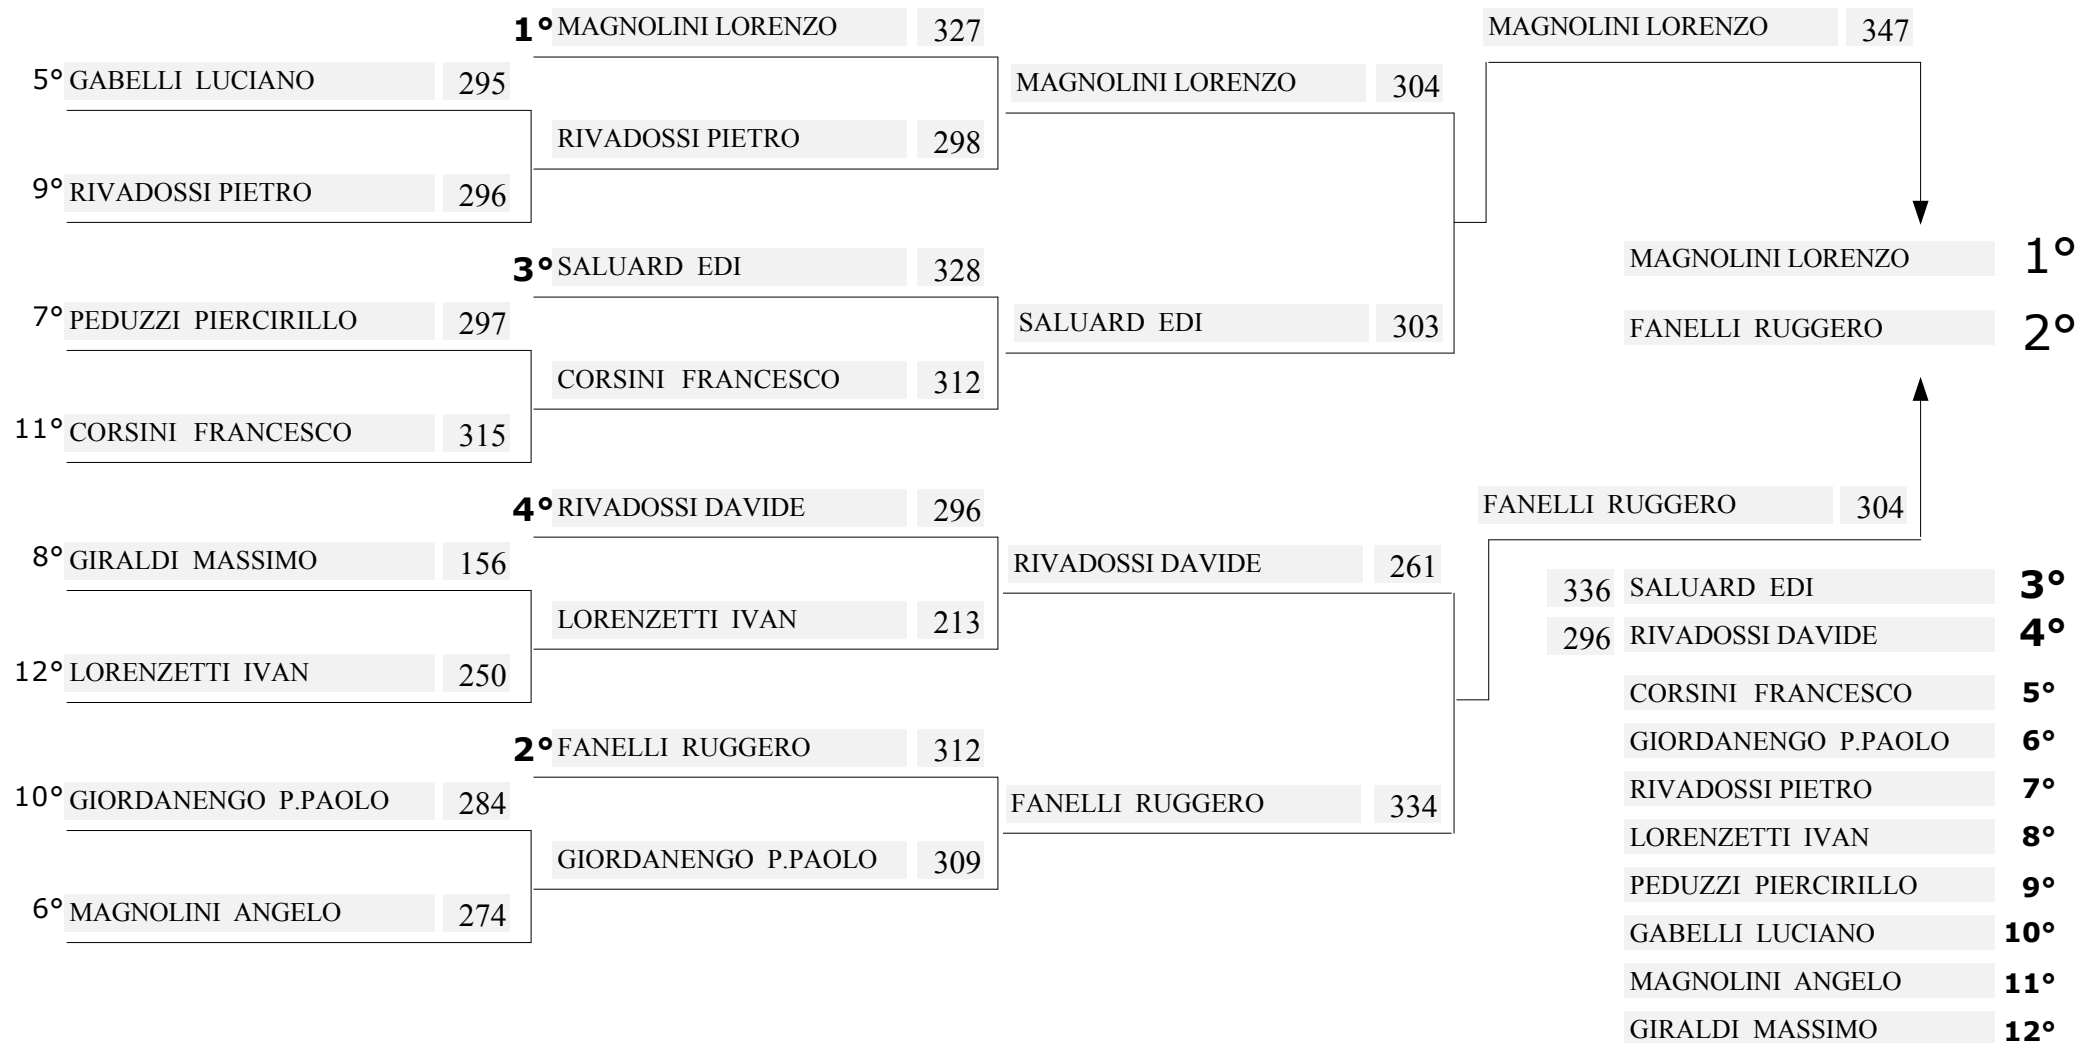 1° MAGNOLINI LORENZO 327
MAGNOLINI LORENZO 347
5° GABELLI LUCIANO 295
MAGNOLINI LORENZO 304
RIVADOSSI PIETRO 298
9° RIVADOSSI PIETRO 296
MAGNOLINI LORENZO 1°
3° SALUARD EDI 328
7° PEDUZZI PIERCIRILLO 297
SALUARD EDI 303
FANELLI RUGGERO 2°
CORSINI FRANCESCO 312
11° CORSINI FRANCESCO 315
4° RIVADOSSI DAVIDE 296
FANELLI RUGGERO 304
8° GIRALDI MASSIMO 156
RIVADOSSI DAVIDE 261
336 SALUARD EDI 3°
LORENZETTI IVAN 213
296 RIVADOSSI DAVIDE 4°
12° LORENZETTI IVAN 250
CORSINI FRANCESCO 5°
2° FANELLI RUGGERO 312
GIORDANENGO P.PAOLO 6°
10° GIORDANENGO P.PAOLO 284
FANELLI RUGGERO 334
RIVADOSSI PIETRO 7°
LORENZETTI IVAN 8°
GIORDANENGO P.PAOLO 309
PEDUZZI PIERCIRILLO 9°
6° MAGNOLINI ANGELO 274
GABELLI LUCIANO 10°
MAGNOLINI ANGELO 11°
GIRALDI MASSIMO 12°